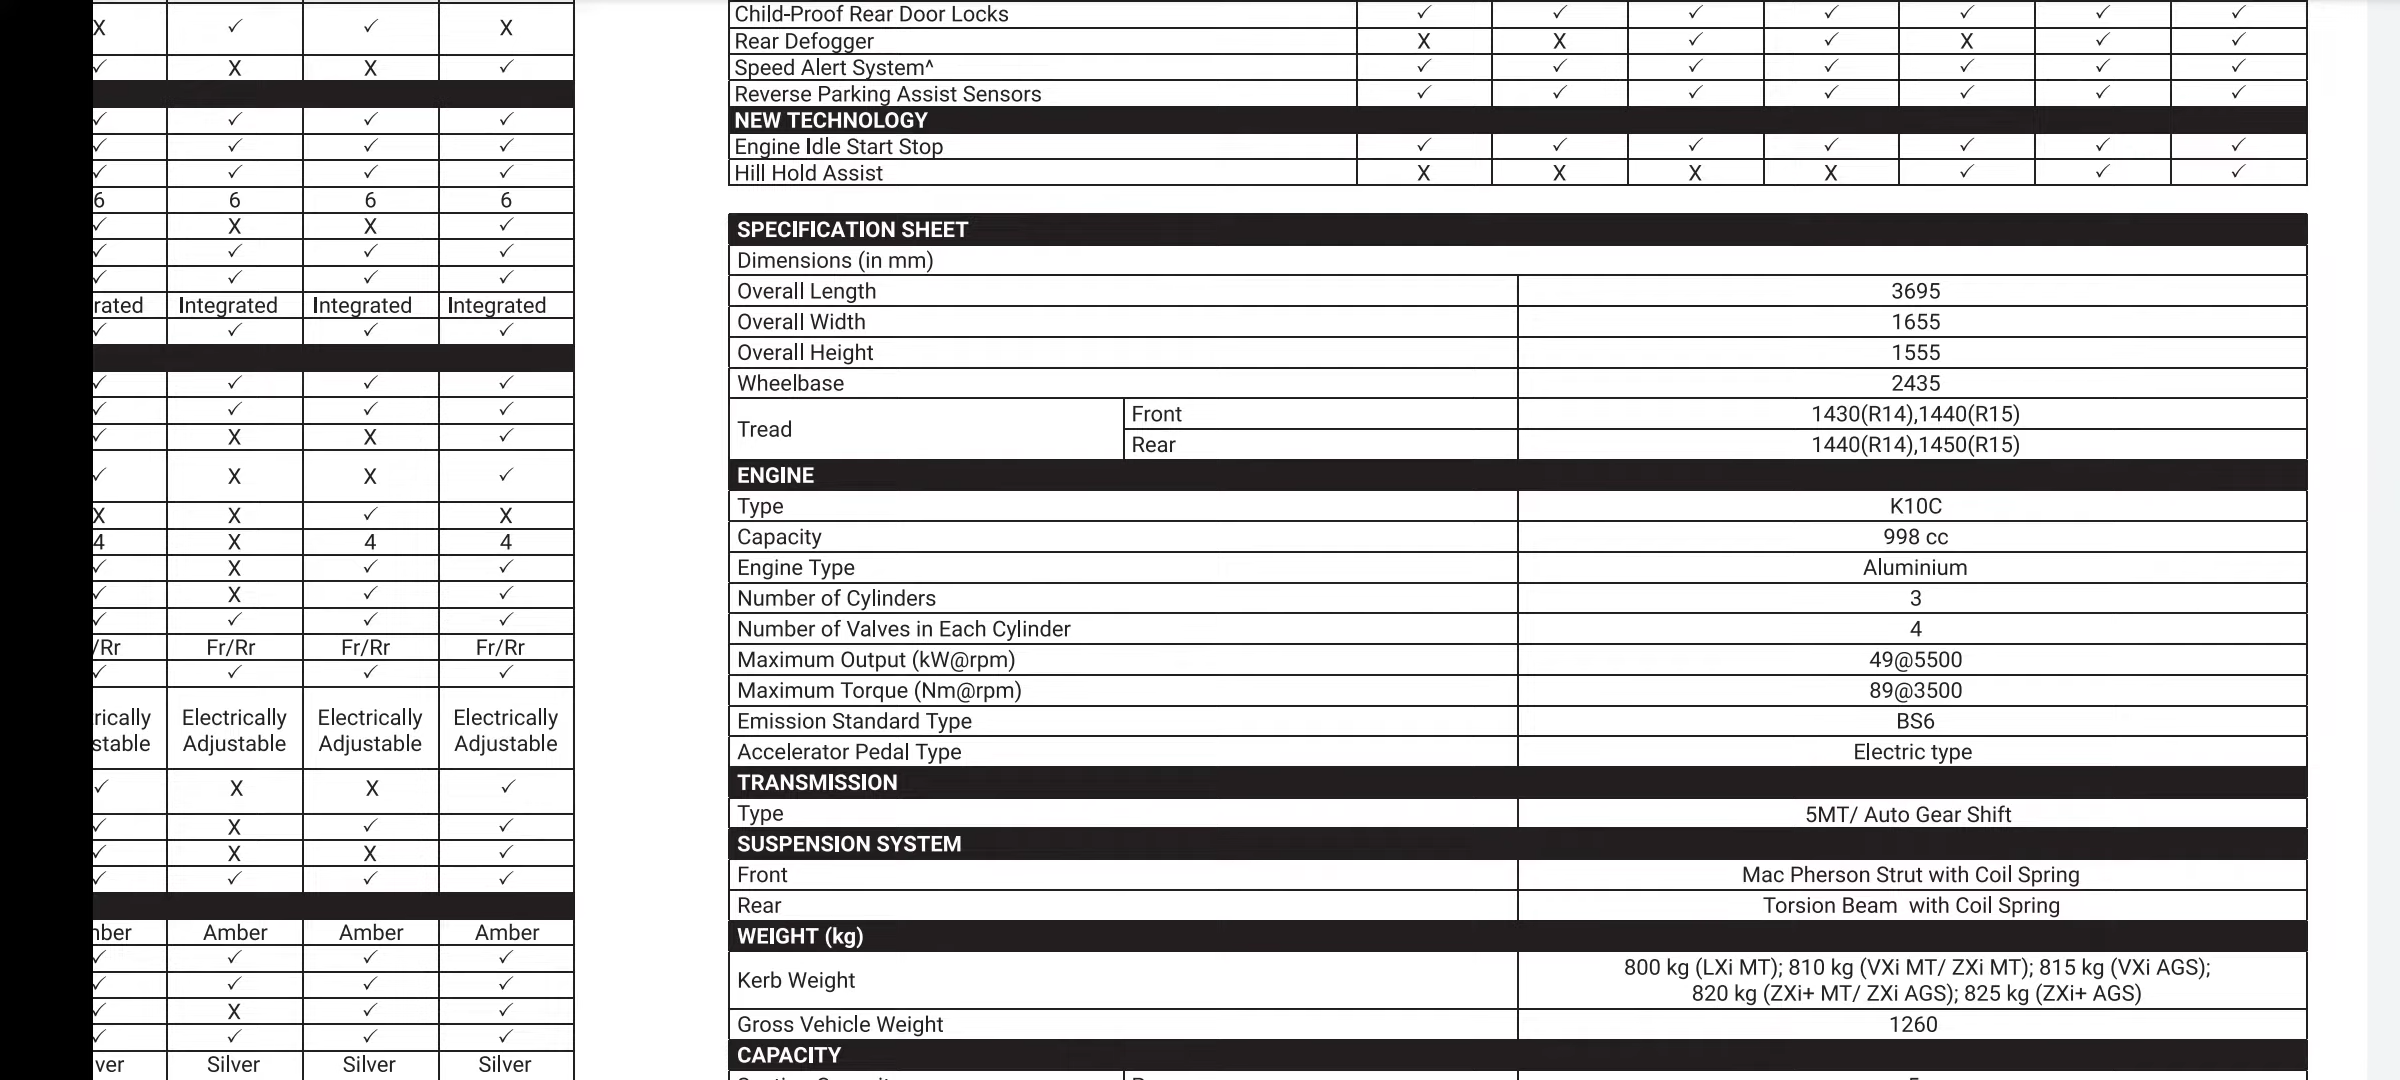 X ✓ ✓ X
✓ X X ✓
✓ ✓ ✓ ✓
✓ ✓ ✓ ✓
✓ ✓ ✓ ✓
6 6 6 6
✓ X X ✓
✓ ✓ ✓ ✓
✓ ✓ ✓ ✓
rated Integrated Integrated Integrated
✓ ✓ ✓ ✓
✓ ✓ ✓ ✓
✓ ✓ ✓ ✓
✓ X X ✓
✓ X X ✓
X X ✓ X
4 X 4 4
✓ X ✓ ✓
✓ X ✓ ✓
✓ ✓ ✓ ✓
/Rr Fr/Rr Fr/Rr Fr/Rr
✓ ✓ ✓ ✓
rically Electrically Electrically Electrically
stable Adjustable Adjustable Adjustable
✓ X X ✓
✓ X ✓ ✓
✓ X X ✓
✓ ✓ ✓ ✓
ber Amber Amber Amber
✓ ✓ ✓ ✓
✓ ✓ ✓ ✓
✓ X ✓ ✓
✓ ✓ ✓ ✓
ver Silver Silver Silver
Child-Proof Rear Door Locks ✓ ✓ ✓ ✓ ✓ ✓ ✓
Rear Defogger X X ✓ ✓ X ✓ ✓
Speed Alert System^ ✓ ✓ ✓ ✓ ✓ ✓ ✓
Reverse Parking Assist Sensors ✓ ✓ ✓ ✓ ✓ ✓ ✓
NEW TECHNOLOGY
Engine Idle Start Stop ✓ ✓ ✓ ✓ ✓ ✓ ✓
Hill Hold Assist X X X X ✓ ✓ ✓
SPECIFICATION SHEET
Dimensions (in mm)
Overall Length 3695
Overall Width 1655
Overall Height 1555
Wheelbase 2435
Tread Front 1430(R14),1440(R15)
Rear 1440(R14),1450(R15)
ENGINE
Type K10C
Capacity 998 cc
Engine Type Aluminium
Number of Cylinders 3
Number of Valves in Each Cylinder 4
Maximum Output (kW@rpm) 49@5500
Maximum Torque (Nm@rpm) 89@3500
Emission Standard Type BS6
Accelerator Pedal Type Electric type
TRANSMISSION
Type 5MT/ Auto Gear Shift
SUSPENSION SYSTEM
Front Mac Pherson Strut with Coil Spring
Rear Torsion Beam with Coil Spring
WEIGHT (kg)
Kerb Weight 800 kg (LXi MT); 810 kg (VXi MT/ ZXi MT); 815 kg (VXi AGS);
820 kg (ZXi+ MT/ ZXi AGS); 825 kg (ZXi+ AGS)
Gross Vehicle Weight 1260
CAPACITY